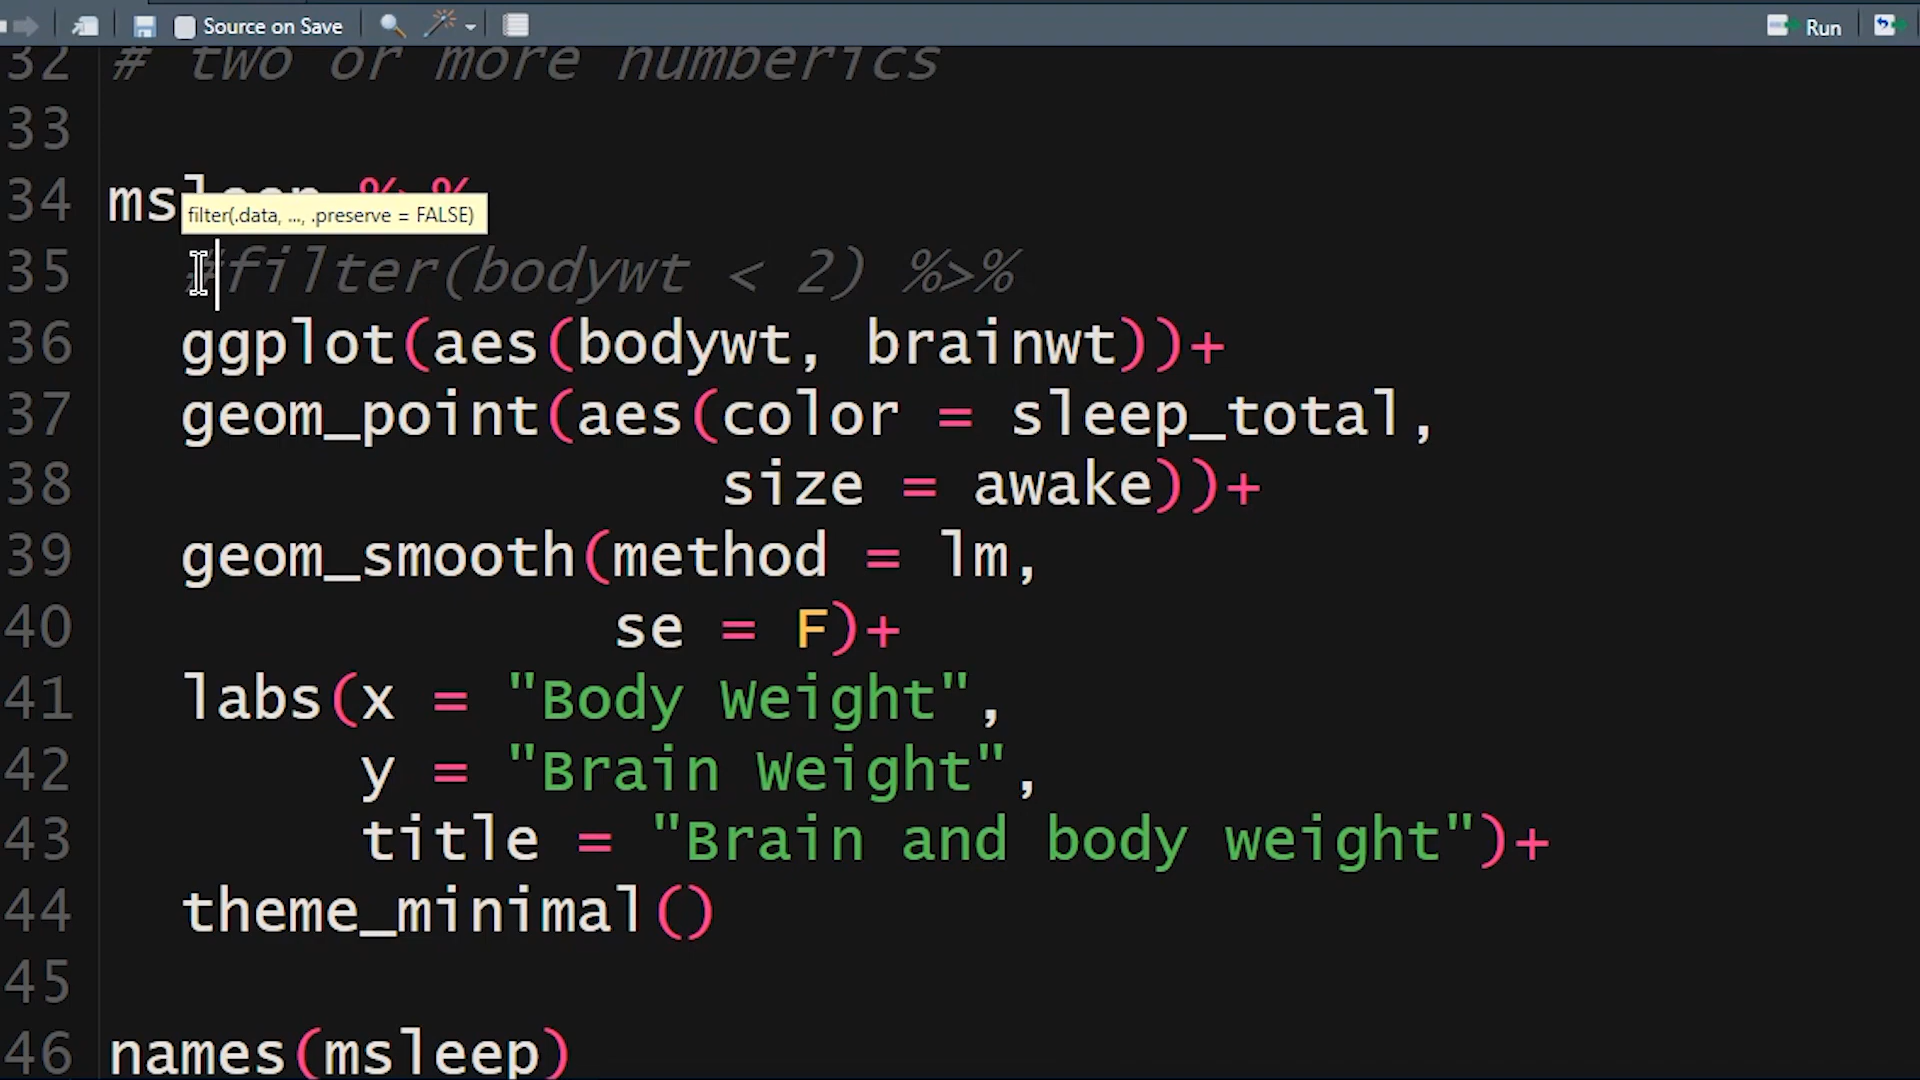 Source on Save
Run
32 # two or more numberics
33
34 msleep %>%
filter(.data, ..., .preserve = FALSE)
35 #filter(bodywt < 2) %>%
36 ggplot(aes(bodywt, brainwt))+
37 geom_point(aes(color = sleep_total,
38 size = awake))+
39 geom_smooth(method = lm,
40 se = F)+
41 labs(x = "Body Weight",
42 y = "Brain Weight",
43 title = "Brain and body weight")+
44 theme_minimal()
45
46 names(msleep)